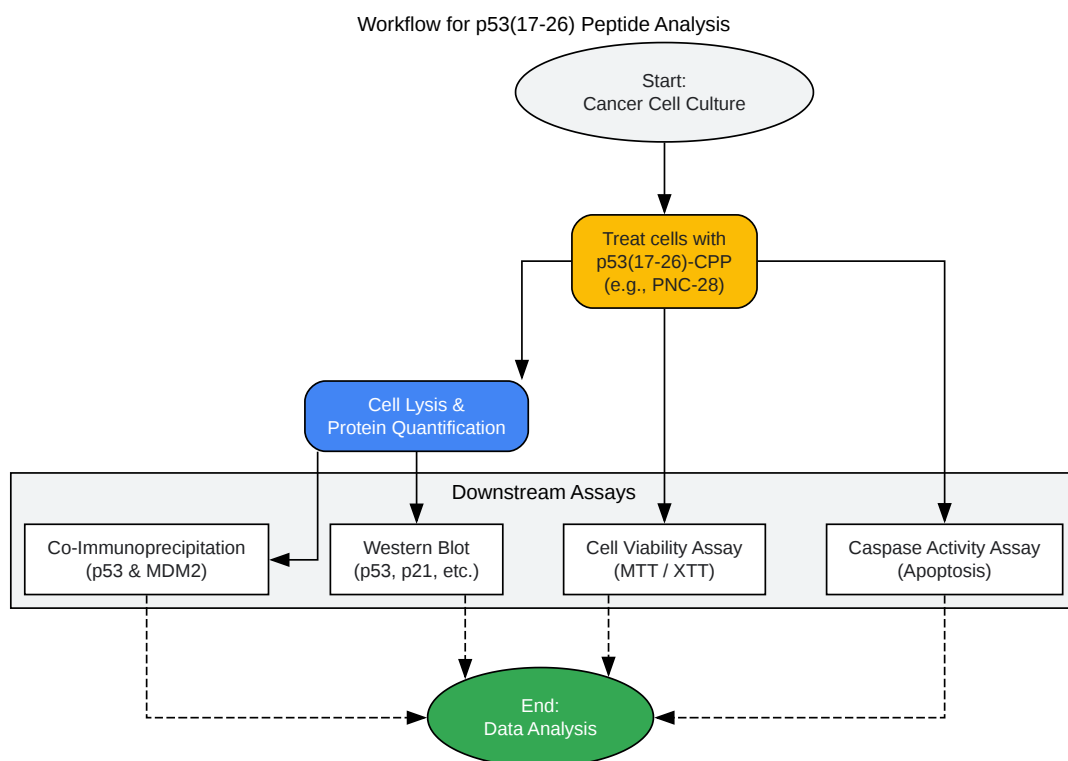 Workflow for p53(17-26) Peptide Analysis
Start:
Cancer Cell Culture
Treat cells with
p53(17-26)-CPP
(e.g., PNC-28)
Cell Lysis &
Protein Quantification
Downstream Assays
Co-Immunoprecipitation
(p53 & MDM2)
Western Blot
(p53, p21, etc.)
Cell Viability Assay
(MTT / XTT)
Caspase Activity Assay
(Apoptosis)
End:
Data Analysis